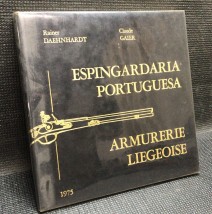 Rainer Claude
DAEHNHARDT GAIER
ESPINGARDARIA
PORTUGUESA
ARMURERIE
LIEGEOISE
1975